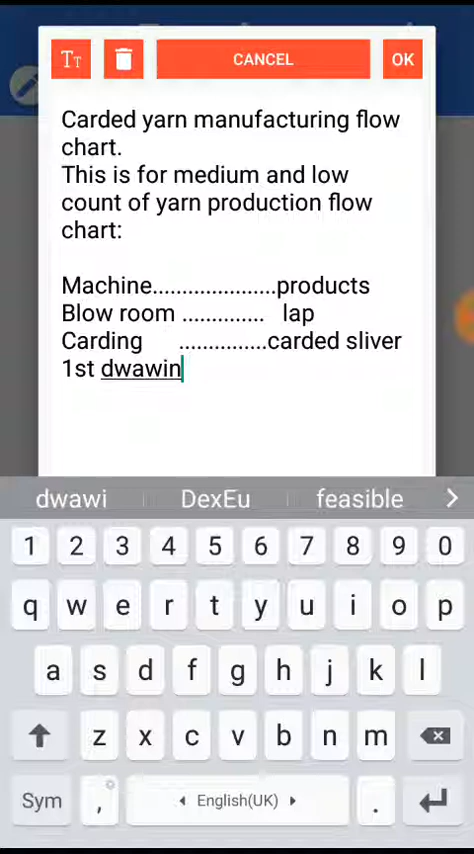 TT CANCEL OK
Carded yarn manufacturing flow
chart.
This is for medium and low
count of yarn production flow
chart:
Machine.....................products
Blow room .............. lap
Carding ...............carded sliver
1st dwawin
dwawi DexEu feasible >
1 2 3 4 5 6 7 8 9 0
q w e r t y u i o p
a s d f g h j k l
z x c v b n m
Sym , English(UK) .